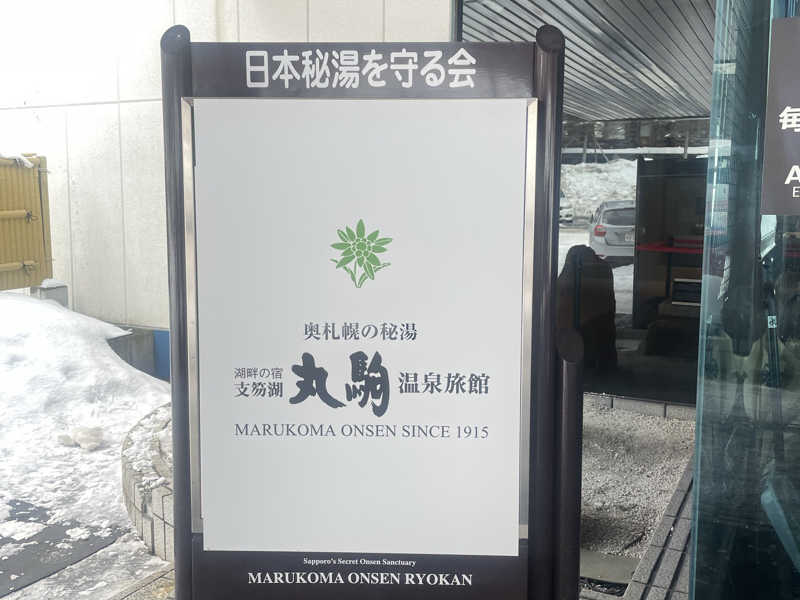 日本秘湯を守る会
奥札幌の秘湯
湖畔の宿
支笏湖 丸駒 温泉旅館
MARUKOMA ONSEN SINCE 1915
Sapporo's Secret Onsen Sanctuary
MARUKOMA ONSEN RYOKAN
毎
A
E